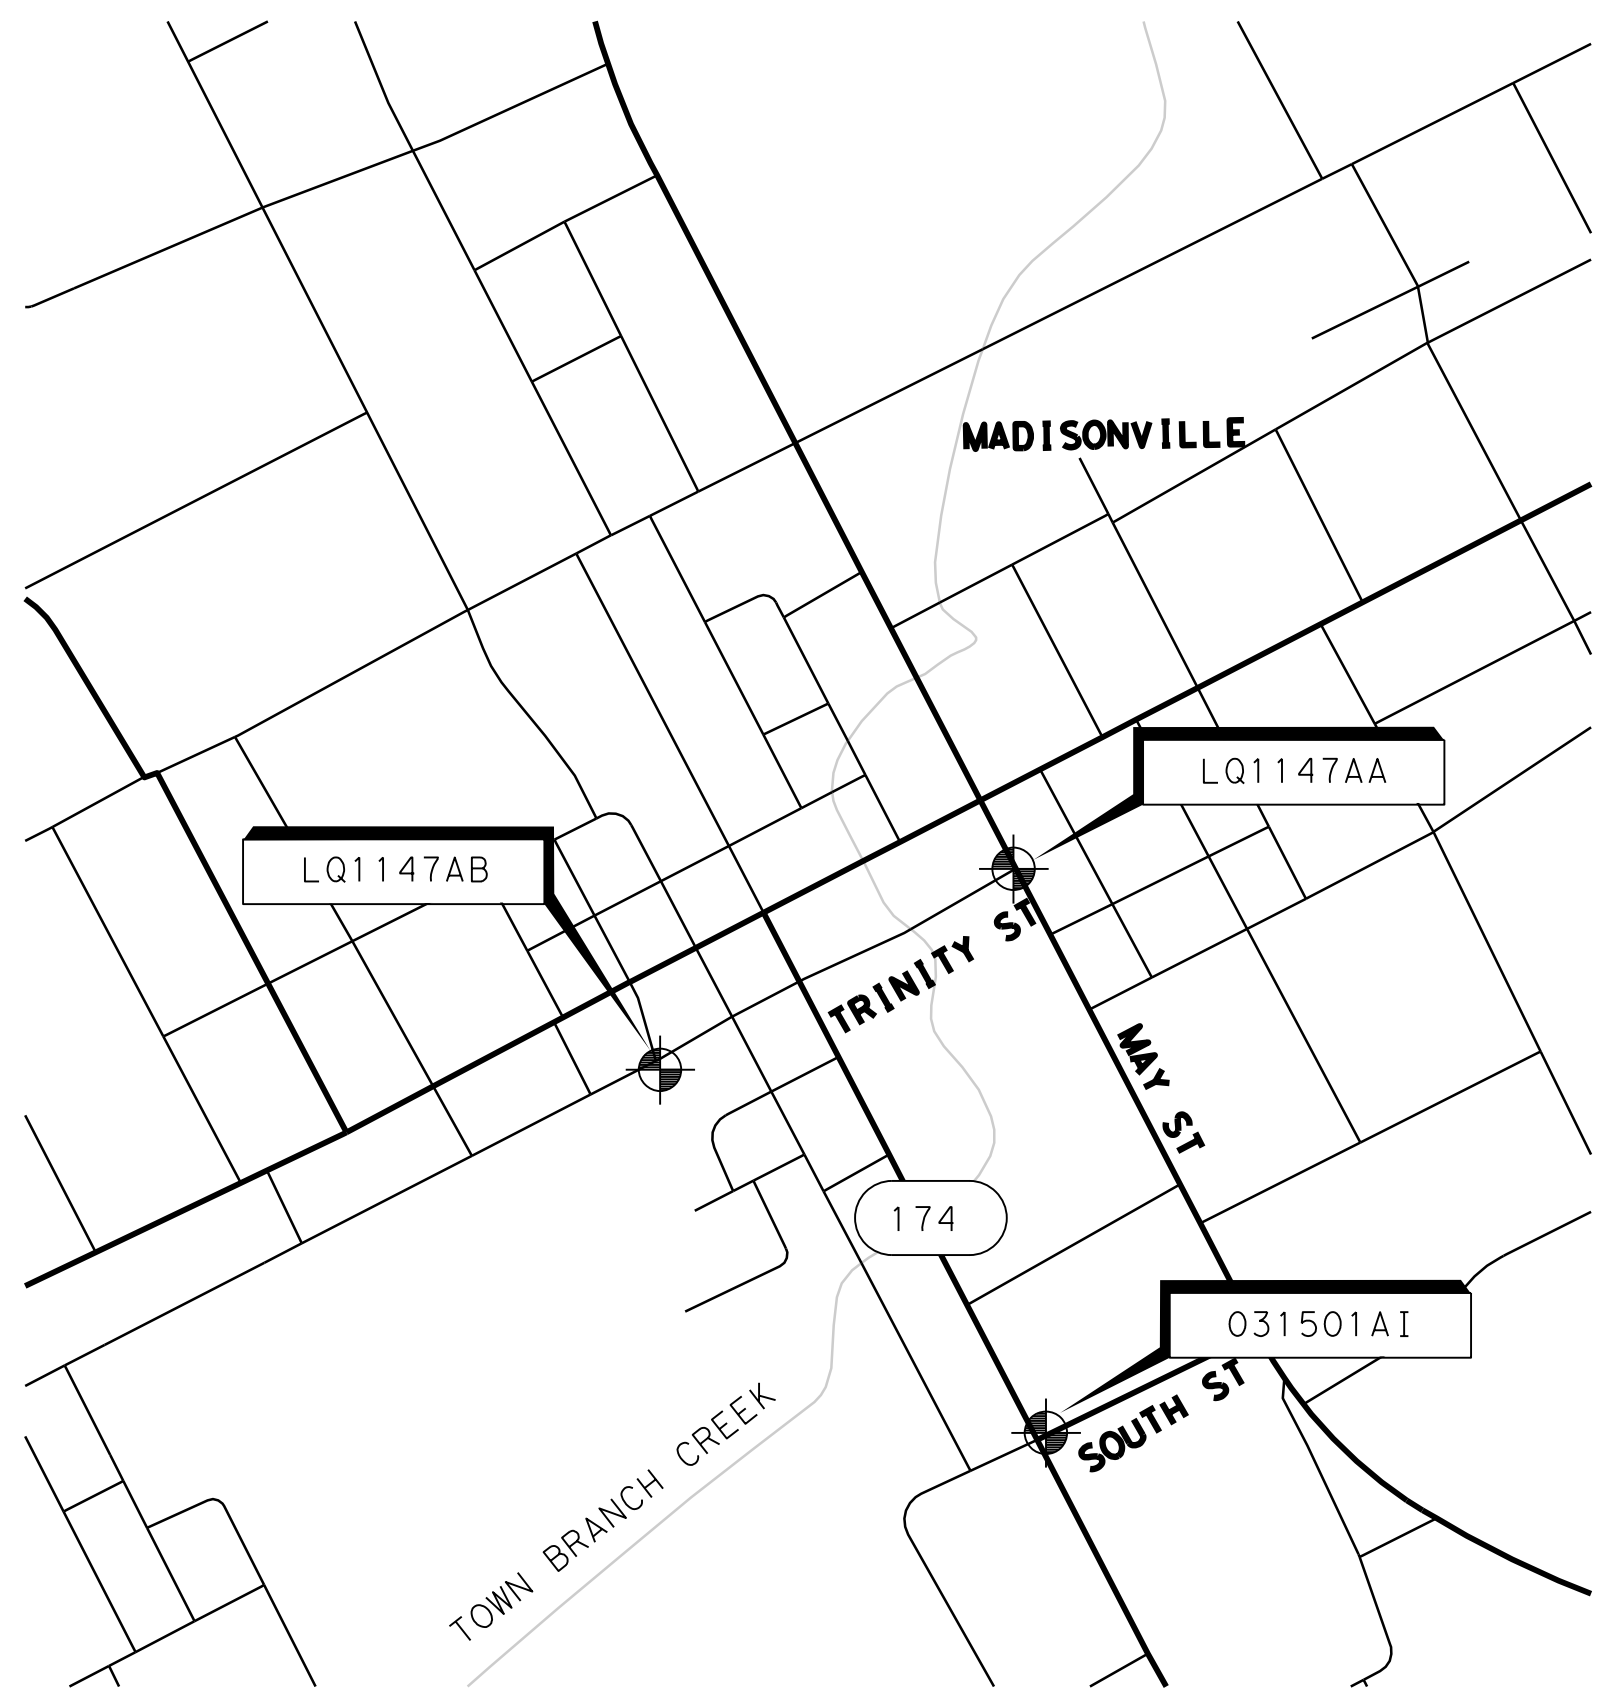 MADISONVILLE
LQ1147AA
LQ1147AB
TRINITY ST
MAY ST
174
031501AI
SOUTH ST
TOWN BRANCH CREEK